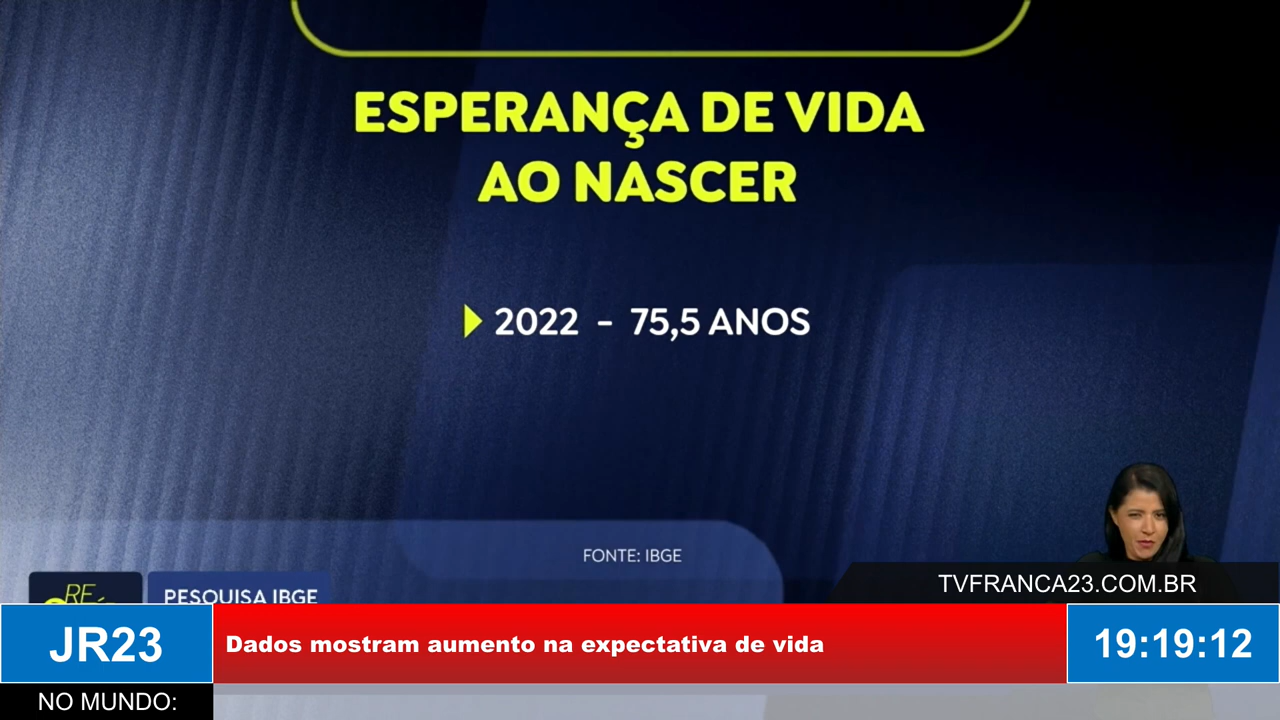 ESPERANÇA DE VIDA
AO NASCER
2022 - 75,5 ANOS
FONTE: IBGE
RE
PESQUISA IBGE
TVFRANCA23.COM.BR
JR23
Dados mostram aumento na expectativa de vida
19:19:12
NO MUNDO: